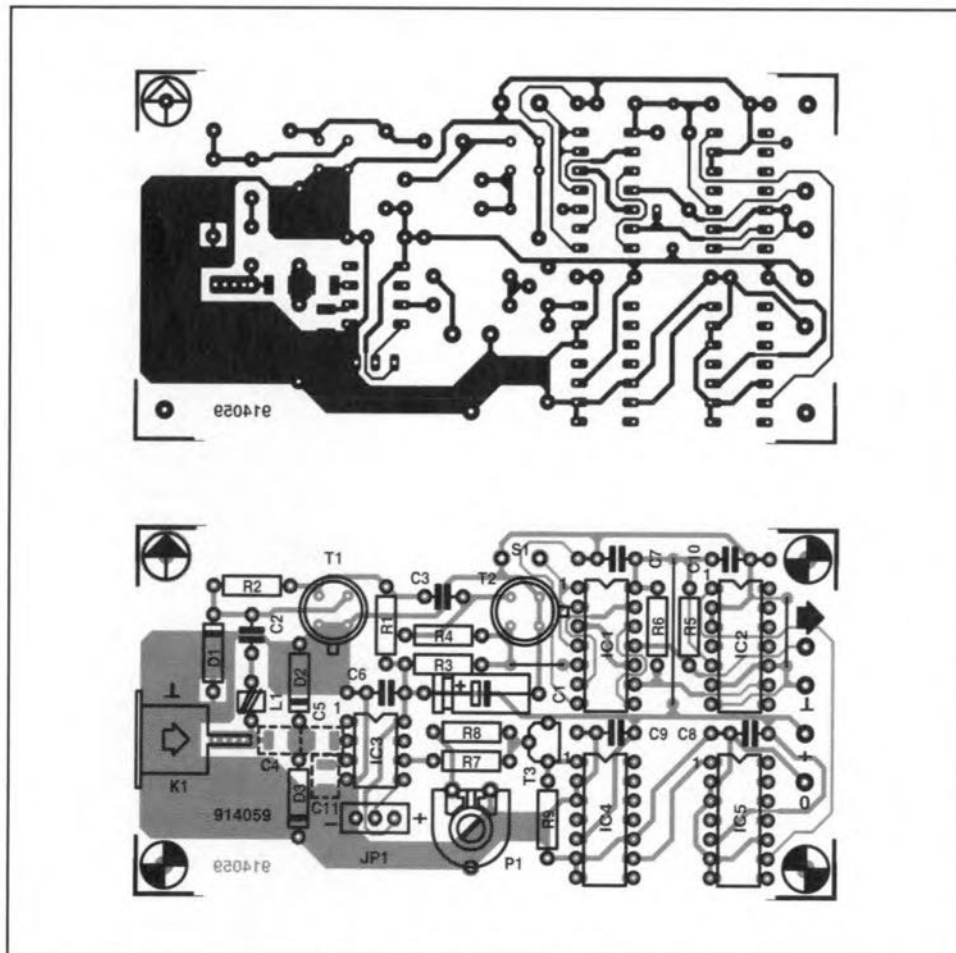 914059
T1
S1
R2
C3
T2
C7
C10
1
1
C2
R1
R4
R6
R5
IC1
IC2
D1
R3
D2
C6
L1
C5
1
+
C1
⊥
⊥
C4
IC3
R8
R7
T3
1
C9
C8
1
+
K1
D3
C11
0
914059
−
+
R9
IC4
IC5
JP1
P1
914059